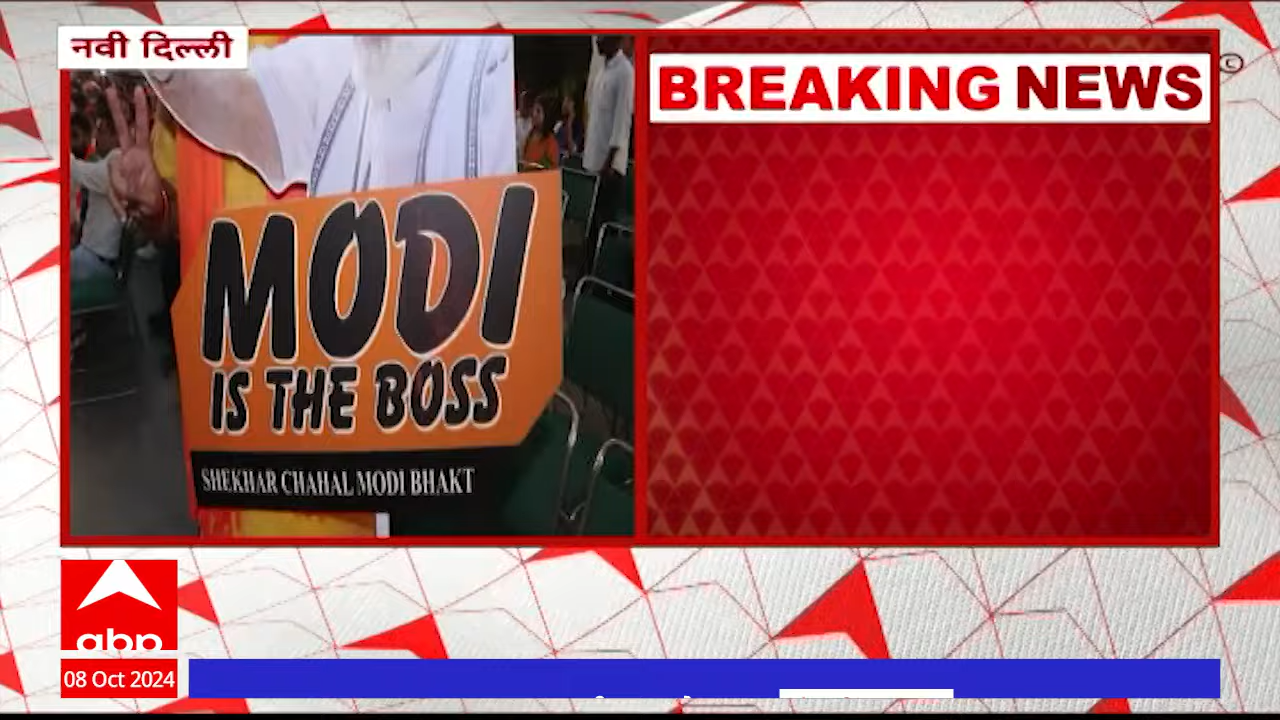 नवी दिल्ली
©
BREAKING NEWS
MODI
IS THE BOSS
SHEKHAR CHAHAL MODI BHAKT
abp
08 Oct 2024